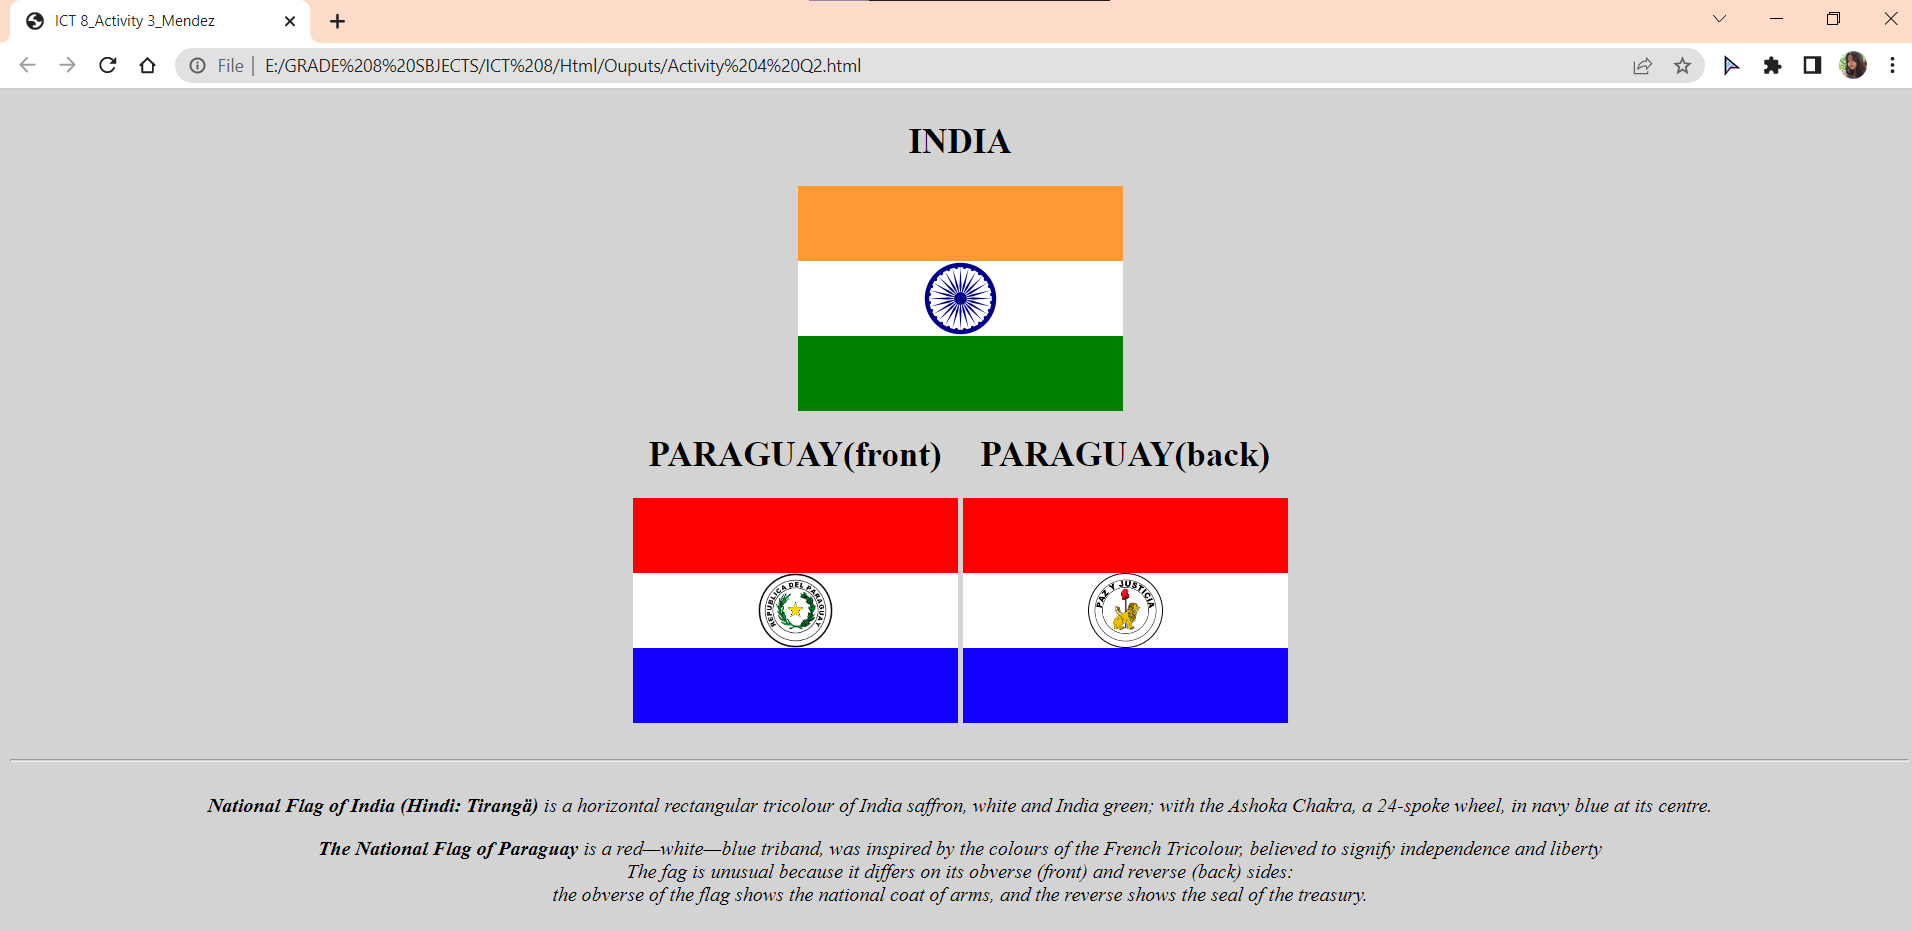 ICT 8_Activity 3_Mendez
File
E:/GRADE%208%20SBJECTS/ICT%208/Html/Ouputs/Activity%204%20Q2.html
INDIA
PARAGUAY(front) PARAGUAY(back)
REPUBLICA DEL PARAGUAY
PAZ Y JUSTICIA
National Flag of India (Hindi: Tirangä) is a horizontal rectangular tricolour of India saffron, white and India green; with the Ashoka Chakra, a 24-spoke wheel, in navy blue at its centre.
The National Flag of Paraguay is a red—white—blue triband, was inspired by the colours of the French Tricolour, believed to signify independence and liberty
The fag is unusual because it differs on its obverse (front) and reverse (back) sides:
the obverse of the flag shows the national coat of arms, and the reverse shows the seal of the treasury.